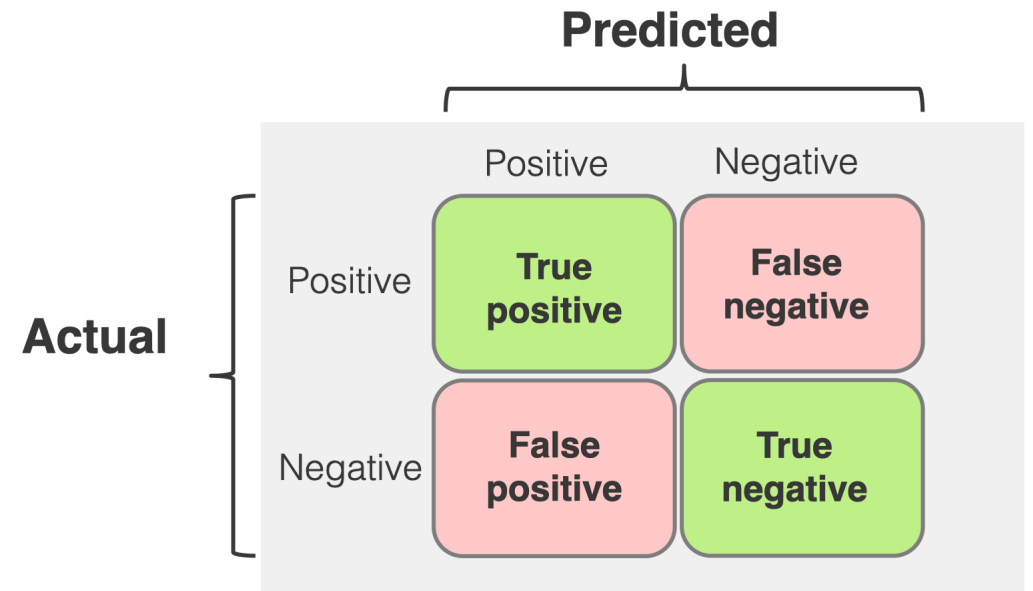 Predicted
Positive
Negative
Positive
True
positive
False
negative
Actual
Negative
False
positive
True
negative